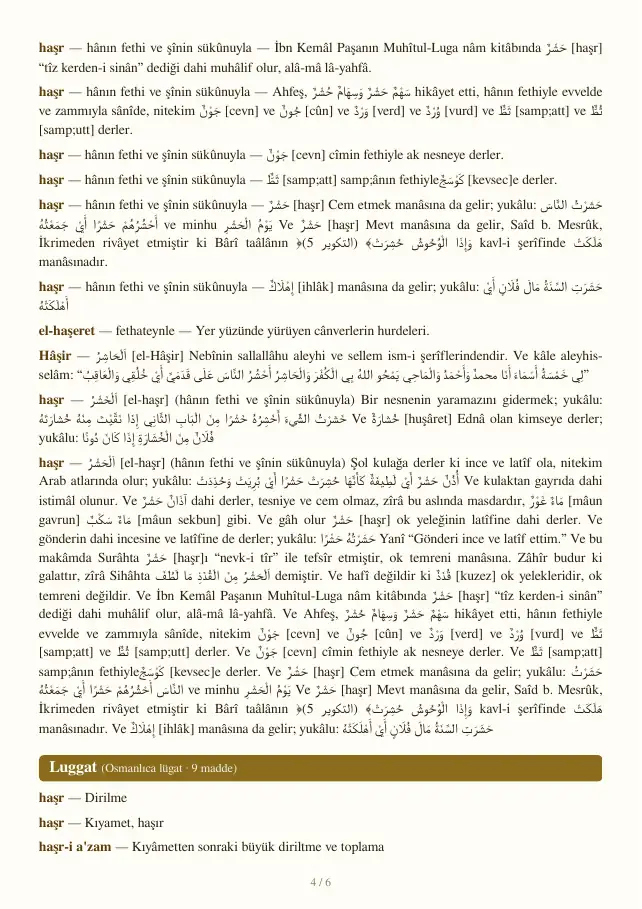 haşr — hânın fethi ve şînin sükûnuyla — İbn Kemâl Paşanın Muhîtul-Luga nâm kitâbında حَشْرٌ [haşr]
“tîz kerden-i sinân” dediği dahi muhâlif olur, alâ-mâ lâ-yahfâ.
haşr — hânın fethi ve şînin sükûnuyla — Ahfeş, سَهْمٌ حَشْرٌ وَسِهَامٌ حُشْرٌ hikâyet etti, hânın fethiyle evvelde
ve zammıyla sânîde, nitekim جَوْنٌ [cevn] ve جُونٌ [cûn] ve وَرْدٌ [verd] ve وُرْدٌ [vurd] ve ثَطٌّ [samp;att] ve ثُطٌّ
[samp;utt] derler.
haşr — hânın fethi ve şînin sükûnuyla — جَوْنٌ [cevn] cîmin fethiyle ak nesneye derler.
haşr — hânın fethi ve şînin sükûnuyla — ثَطٌّ [samp;att] samp;ânın fethiyleكَوْسَجٌ [kevsec]e derler.
haşr — hânın fethi ve şînin sükûnuyla — حَشْرٌ [haşr] Cem etmek manâsına da gelir; yukâlu: حَشَرْتُ النَّاسَ
أَحْشُرُهُمْ حَشْرًا أَيْ جَمَعْتُهُ ve minhu يَوْمُ الْحَشْرِ Ve حَشْرٌ [haşr] Mevt manâsına da gelir, Saîd b. Mesrûk,
İkrimeden rivâyet etmiştir ki Bârî taâlânın ﴿وَإِذَا الْوُحُوشُ حُشِرَتْ﴾ (التكوير 5) kavl-i şerîfinde هَلَكَتْ
manâsınadır.
haşr — hânın fethi ve şînin sükûnuyla — إِهْلَاكٌ [ihlâk] manâsına da gelir; yukâlu: حَشَرَتِ السَّنَةُ مَالَ فُلَانٍ أَيْ
أَهْلَكَتْهُ
el-haşeret — fethateynle — Yer yüzünde yürüyen cânverlerin hurdeleri.
Hâşir — اَلْحَاشِرُ [el-Hâşir] Nebînin sallallâhu aleyhi ve sellem ism-i şerîflerindendir. Ve kâle aleyhis-
selâm: “لِي خَمْسَةُ أَسْمَاءَ أَنَا محمدٌ وَأَحْمَدُ وَالْمَاحِي يَمْحُو اللهُ بِي الْكُفْرَ وَالْحَاشِرُ أَحْشُرُ النَّاسَ عَلَى قَدَمَيَّ أَيْ خُلْفِي وَالْعَاقِبُ”
haşr — اَلْحَشْرُ [el-haşr] (hânın fethi ve şînin sükûnuyla) Bir nesnenin yaramazını gidermek; yukâlu:
خَشَرْتُ الشَّيْءَ أَخْشِرُهُ خَشْرًا مِنَ الْبَابِ الثَّانِي إِذَا نَقَّيْتَ مِنْهُ خُشَارَتَهُ Ve خُشَارَةٌ [huşâret] Ednâ olan kimseye derler;
yukâlu: فُلَانٌ مِنَ الْخُشَارَةِ إِذَا كَانَ دُونًا
haşr — اَلْحَشْرُ [el-haşr] (hânın fethi ve şînin sükûnuyla) Şol kulağa derler ki ince ve latîf ola, nitekim
Arab atlarında olur; yukâlu: أُذُنٌ حَشْرٌ أَيْ لَطِيفَةٌ كَأَنَّهَا حُشِرَتْ حَشْرًا أَيْ بُرِيَتْ وَحُدِدَتْ Ve kulaktan gayrıda dahi
istimâl olunur. Ve آذَانٌ حَشْرٌ dahi derler, tesniye ve cem olmaz, zîrâ bu aslında masdardır, مَاءٌ غَوْرٌ [mâun
gavrun] مَاءٌ سَكْبٌ [mâun sekbun] gibi. Ve gâh olur حَشْرٌ [haşr] ok yeleğinin latîfine dahi derler. Ve
gönderin dahi incesine ve latîfine de derler; yukâlu: حَشَرْتُهُ حَشْرًا Yanî “Gönderi ince ve latîf ettim.” Ve bu
makâmda Surâhta حَشْرٌ [haşr]ı “nevk-i tîr” ile tefsîr etmiştir, ok temreni manâsına. Zâhir budur ki
galattır, zîrâ Sihâhta اَلْحَشْرُ مِنَ الْقُذَذِ مَا لَطُفَ demiştir. Ve hafî değildir ki قُذَذٌ [kuzez] ok yelekleridir, ok
temreni değildir. Ve İbn Kemâl Paşanın Muhîtul-Luga nâm kitâbında حَشْرٌ [haşr] “tîz kerden-i sinân”
dediği dahi muhâlif olur, alâ-mâ lâ-yahfâ. Ve Ahfeş, سَهْمٌ حَشْرٌ وَسِهَامٌ حُشْرٌ hikâyet etti, hânın fethiyle
evvelde ve zammıyla sânîde, nitekim جَوْنٌ [cevn] ve جُونٌ [cûn] ve وَرْدٌ [verd] ve وُرْدٌ [vurd] ve ثَطٌّ
[samp;att] ve ثُطٌّ [samp;utt] derler. Ve جَوْنٌ [cevn] cîmin fethiyle ak nesneye derler. Ve ثَطٌّ [samp;att]
samp;ânın fethiyleكَوْسَجٌ [kevsec]e derler. Ve حَشْرٌ [haşr] Cem etmek manâsına da gelir; yukâlu: حَشَرْتُ
النَّاسَ أَحْشُرُهُمْ حَشْرًا أَيْ جَمَعْتُهُ ve minhu يَوْمُ الْحَشْرِ Ve حَشْرٌ [haşr] Mevt manâsına da gelir, Saîd b. Mesrûk,
İkrimeden rivâyet etmiştir ki Bârî taâlânın ﴿وَإِذَا الْوُحُوشُ حُشِرَتْ﴾ (التكوير 5) kavl-i şerîfinde هَلَكَتْ
manâsınadır. Ve إِهْلَاكٌ [ihlâk] manâsına da gelir; yukâlu: حَشَرَتِ السَّنَةُ مَالَ فُلَانٍ أَيْ أَهْلَكَتْهُ
Luggat (Osmanlıca lügat · 9 madde)
haşr — Dirilme
haşr — Kıyamet, haşır
haşr-i a'zam — Kıyâmetten sonraki büyük diriltme ve toplama
4 / 6